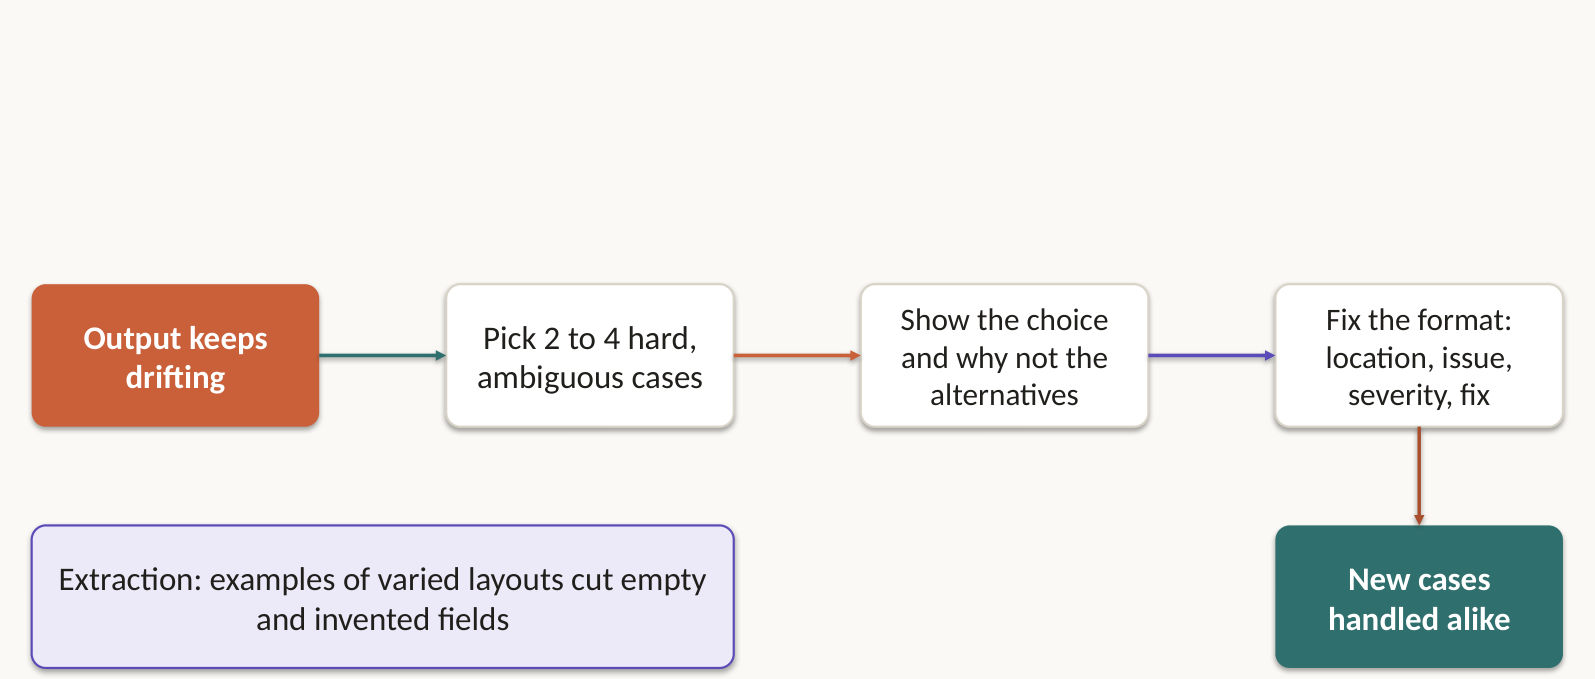 Output keeps
drifting
Pick 2 to 4 hard,
ambiguous cases
Show the choice
and why not the
alternatives
Fix the format:
location, issue,
severity, fix
Extraction: examples of varied layouts cut empty
and invented fields
New cases
handled alike